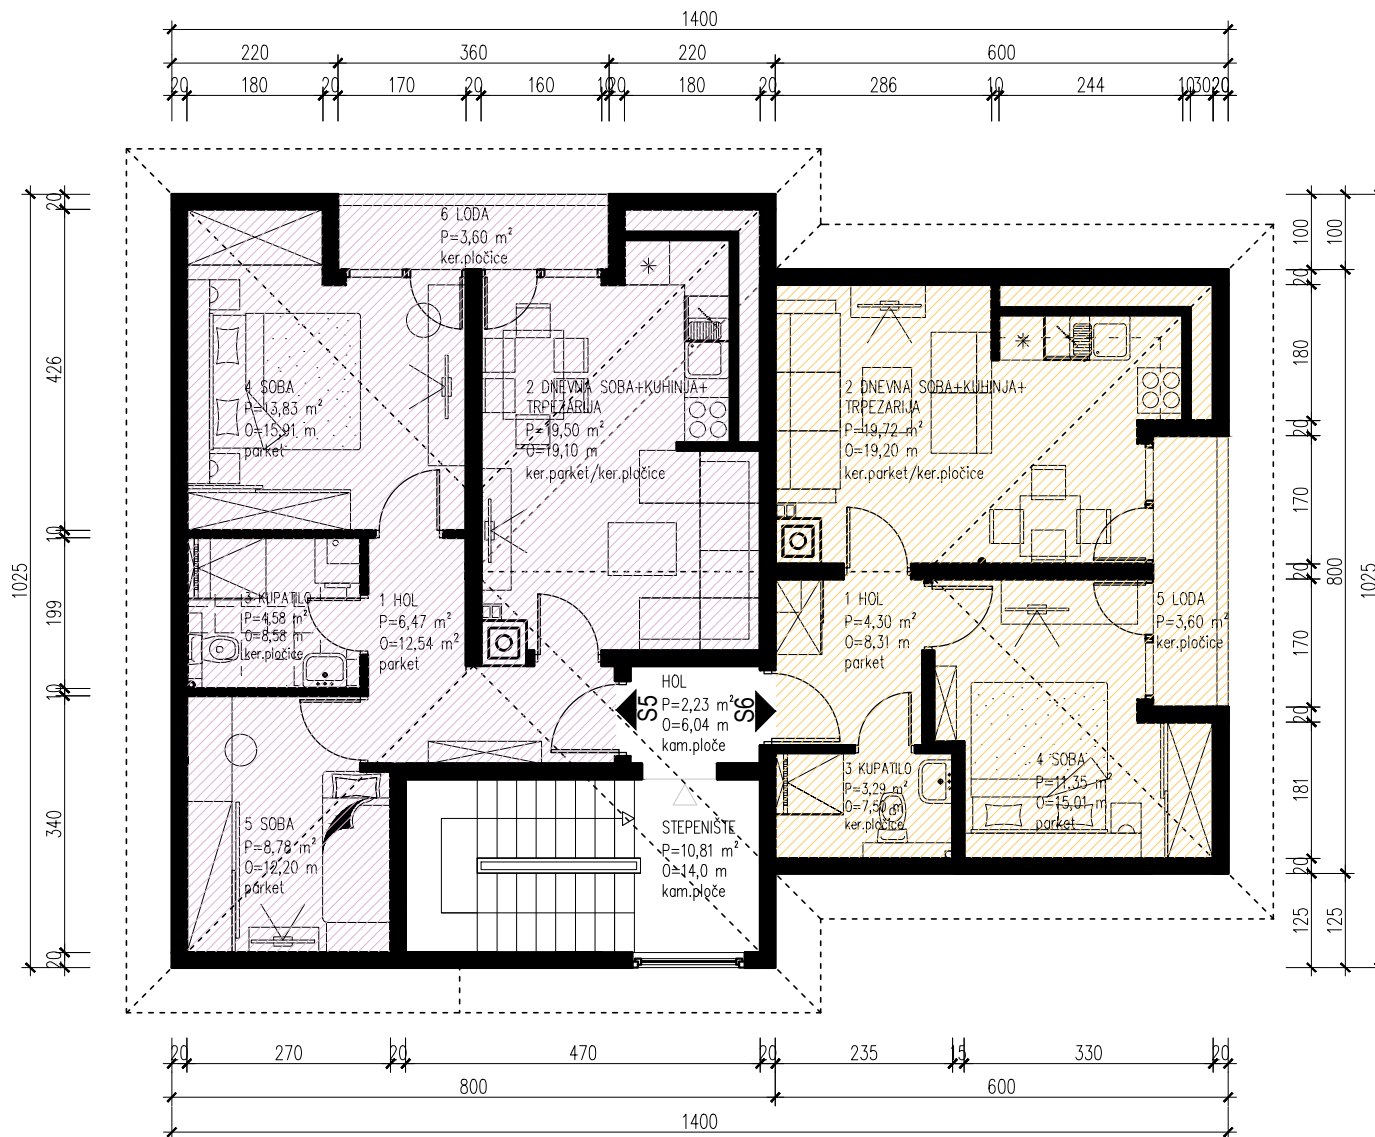 1400
220 360 220 600
20 180 20 170 20 160 10 20 180 20 286 10 244 10 30 20
1025
20 426 10 199 10 340 20
6 LOĐA
P=3,60 m²
ker.pločice
4 SOBA
P=13,83 m²
O=15,91 m
parket
2 DNEVNA SOBA+KUHINJA+
TRPEZARIJA
P=19,50 m²
O=19,10 m
ker.parket/ker.pločice
2 DNEVNA SOBA+KUHINJA+
TRPEZARIJA
P=19,72 m²
O=19,20 m
ker.parket/ker.pločice
3 KUPATILO
P=4,58 m²
O=8,58 m
ker.pločice
1 HOL
P=6,47 m²
O=12,54 m
parket
1 HOL
P=4,30 m²
O=8,31 m
parket
5 LOĐA
P=3,60 m²
ker.pločice
S5
HOL
P=2,23 m²
O=6,04 m
kam.ploče
S6
5 SOBA
P=8,78 m²
O=12,20 m
parket
STEPENIŠTE
P=10,81 m²
O=14,0 m
kam.ploče
3 KUPATILO
P=3,29 m²
O=7,50 m
ker.pločice
4 SOBA
P=11,35 m²
O=15,01 m
parket
100 20 180 20 170 20 170 20 181 20 125
100 800 125
1025
20 270 20 470 20 235 15 330 20
800 600
1400